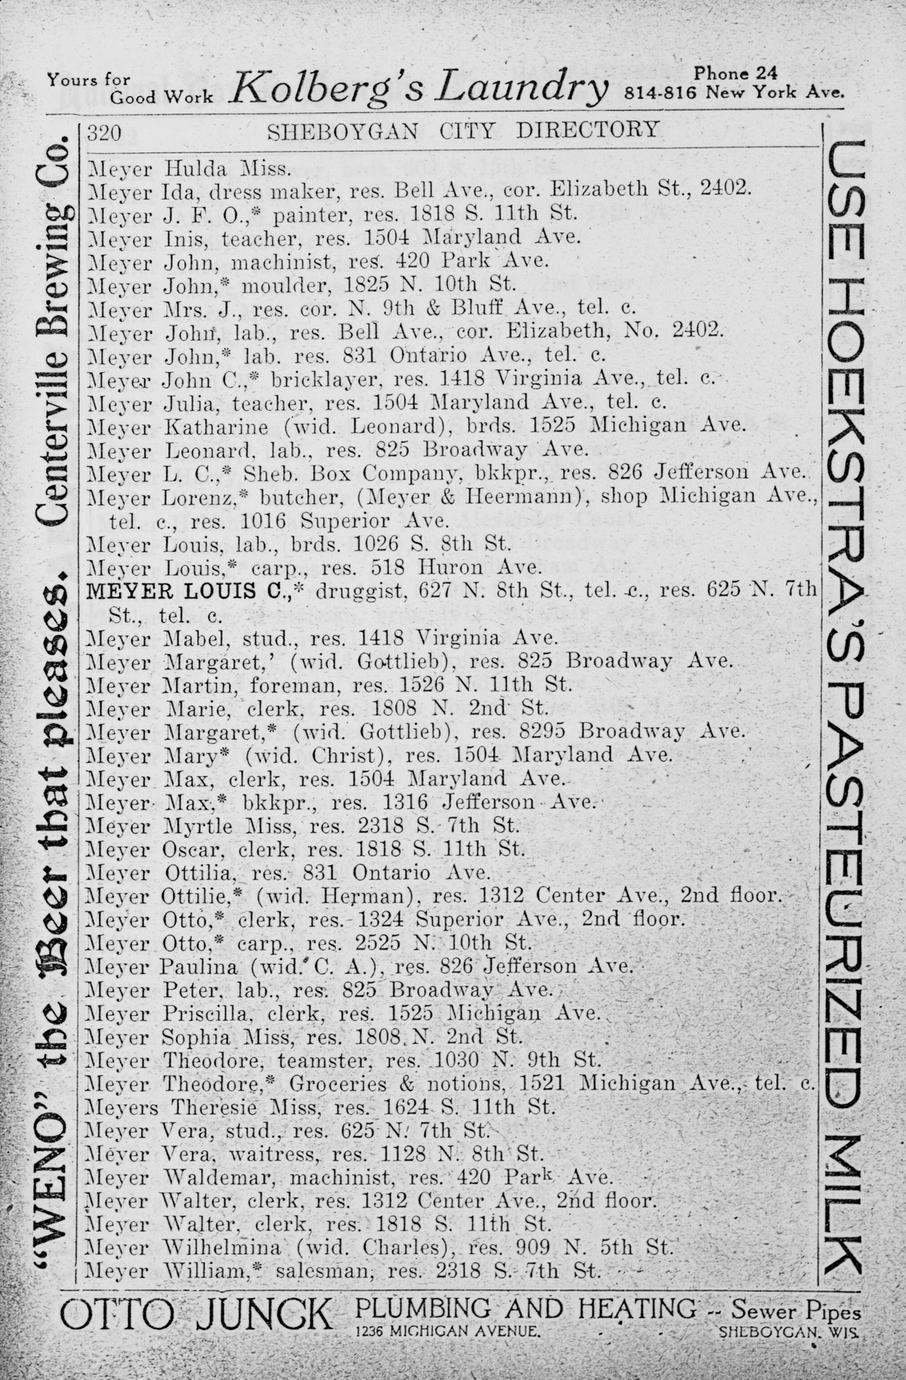 Yours for
Good Work
Kolberg's Laundry
Phone 24
814-816 New York Ave.
320 SHEBOYGAN CITY DIRECTORY
Meyer Hulda Miss.
Meyer Ida, dress maker, res. Bell Ave., cor. Elizabeth St., 2402.
Meyer J. F. O.,* painter, res. 1818 S. 11th St.
Meyer Inis, teacher, res. 1504 Maryland Ave.
Meyer John, machinist, res. 420 Park Ave.
Meyer John,* moulder, 1825 N. 10th St.
Meyer Mrs. J., res. cor. N. 9th & Bluff Ave., tel. c.
Meyer John, lab., res. Bell Ave., cor. Elizabeth, No. 2402.
Meyer John,* lab. res. 831 Ontario Ave., tel. c.
Meyer John C.,* bricklayer, res. 1418 Virginia Ave., tel. c.
Meyer Julia, teacher, res. 1504 Maryland Ave., tel. c.
Meyer Katharine (wid. Leonard), brds. 1525 Michigan Ave.
Meyer Leonard, lab., res. 825 Broadway Ave.
Meyer L. C.,* Sheb. Box Company, bkkpr., res. 826 Jefferson Ave.
Meyer Lorenz,* butcher, (Meyer & Heermann), shop Michigan Ave.,
tel. c., res. 1016 Superior Ave.
Meyer Louis, lab., brds. 1026 S. 8th St.
Meyer Louis,* carp., res. 518 Huron Ave.
MEYER LOUIS C.,* druggist, 627 N. 8th St., tel. c., res. 625 N. 7th
St., tel. c.
Meyer Mabel, stud., res. 1418 Virginia Ave.
Meyer Margaret,' (wid. Gottlieb), res. 825 Broadway Ave.
Meyer Martin, foreman, res. 1526 N. 11th St.
Meyer Marie, clerk, res. 1808 N. 2nd St.
Meyer Margaret,* (wid. Gottlieb), res. 8295 Broadway Ave.
Meyer Mary* (wid. Christ), res. 1504 Maryland Ave.
Meyer Max, clerk, res. 1504 Maryland Ave.
Meyer Max,* bkkpr., res. 1316 Jefferson Ave.
Meyer Myrtle Miss, res. 2318 S. 7th St.
Meyer Oscar, clerk, res. 1818 S. 11th St.
Meyer Ottilia, res. 831 Ontario Ave.
Meyer Ottilie,* (wid. Herman), res. 1312 Center Ave., 2nd floor.
Meyer Otto,* clerk, res. 1324 Superior Ave., 2nd floor.
Meyer Otto,* carp., res. 2525 N. 10th St.
Meyer Paulina (wid. C. A.), res. 826 Jefferson Ave.
Meyer Peter, lab., res. 825 Broadway Ave.
Meyer Priscilla, clerk, res. 1525 Michigan Ave.
Meyer Sophia Miss, res. 1808 N. 2nd St.
Meyer Theodore, teamster, res. 1030 N. 9th St.
Meyer Theodore,* Groceries & notions, 1521 Michigan Ave., tel. c.
Meyers Theresie Miss, res. 1624 S. 11th St.
Meyer Vera, stud., res. 625 N. 7th St.
Meyer Vera, waitress, res. 1128 N. 8th St.
Meyer Waldemar, machinist, res. 420 Park Ave.
Meyer Walter, clerk, res. 1312 Center Ave., 2nd floor.
Meyer Walter, clerk, res. 1818 S. 11th St.
Meyer Wilhelmina (wid. Charles), res. 909 N. 5th St.
Meyer William,* salesman, res. 2318 S. 7th St.
"WENO" the Beer that pleases. Centerville Brewing Co.
USE HOEKSTRA'S PASTEURIZED MILK
OTTO JUNGK PLUMBING AND HEATING -- Sewer Pipes
1236 MICHIGAN AVENUE. SHEBOYGAN, WIS.